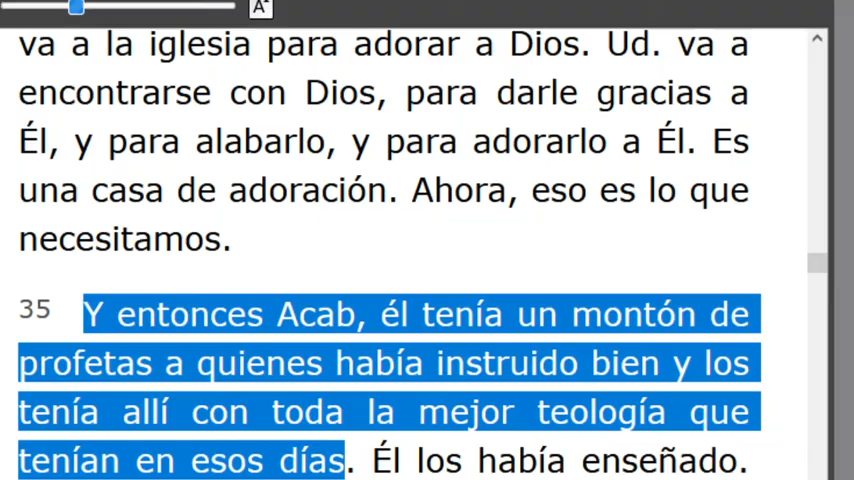 A
va a la iglesia para adorar a Dios. Ud. va a
encontrarse con Dios, para darle gracias a
Él, y para alabarlo, y para adorarlo a Él. Es
una casa de adoración. Ahora, eso es lo que
necesitamos.
35 Y entonces Acab, él tenía un montón de
profetas a quienes había instruido bien y los
tenía allí con toda la mejor teología que
tenían en esos días. Él los había enseñado.